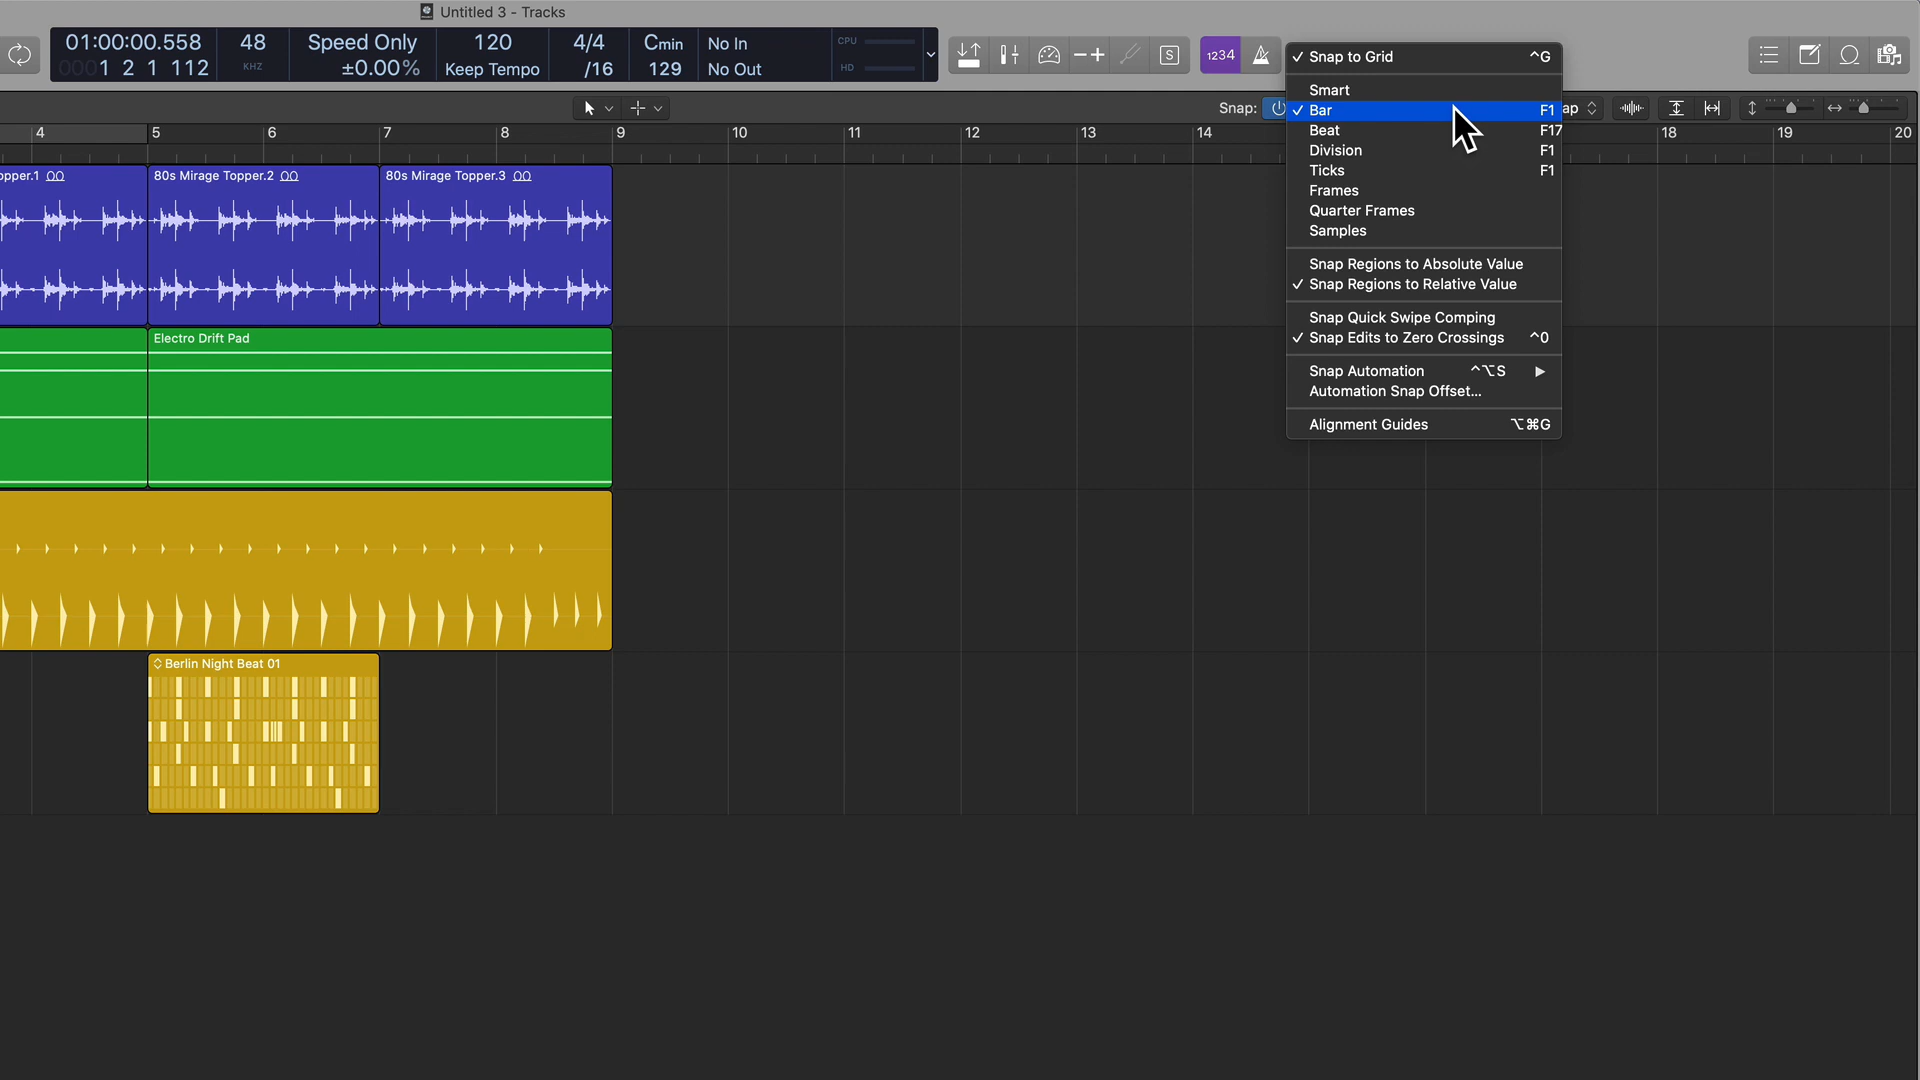 Untitled 3 - Tracks
01:00:00.558 48 Speed Only 120 4/4 Cmin No In CPU
KHZ
0001 2 1 112 ±0.00% Keep Tempo /16 129 No Out HD
1234
S
✓ Snap to Grid ^G
Smart
Snap:
✓ Bar F1
ap
Beat F17
Division F1
Ticks F1
Frames
Quarter Frames
Samples
Snap Regions to Absolute Value
✓ Snap Regions to Relative Value
Snap Quick Swipe Comping
✓ Snap Edits to Zero Crossings ^0
Snap Automation ^⌥S ▶
Automation Snap Offset...
Alignment Guides ⌥⌘G
4 5 6 7 8 9 10 11 12 13 14 18 19 20
opper.1 80s Mirage Topper.2 80s Mirage Topper.3
Electro Drift Pad
Berlin Night Beat 01